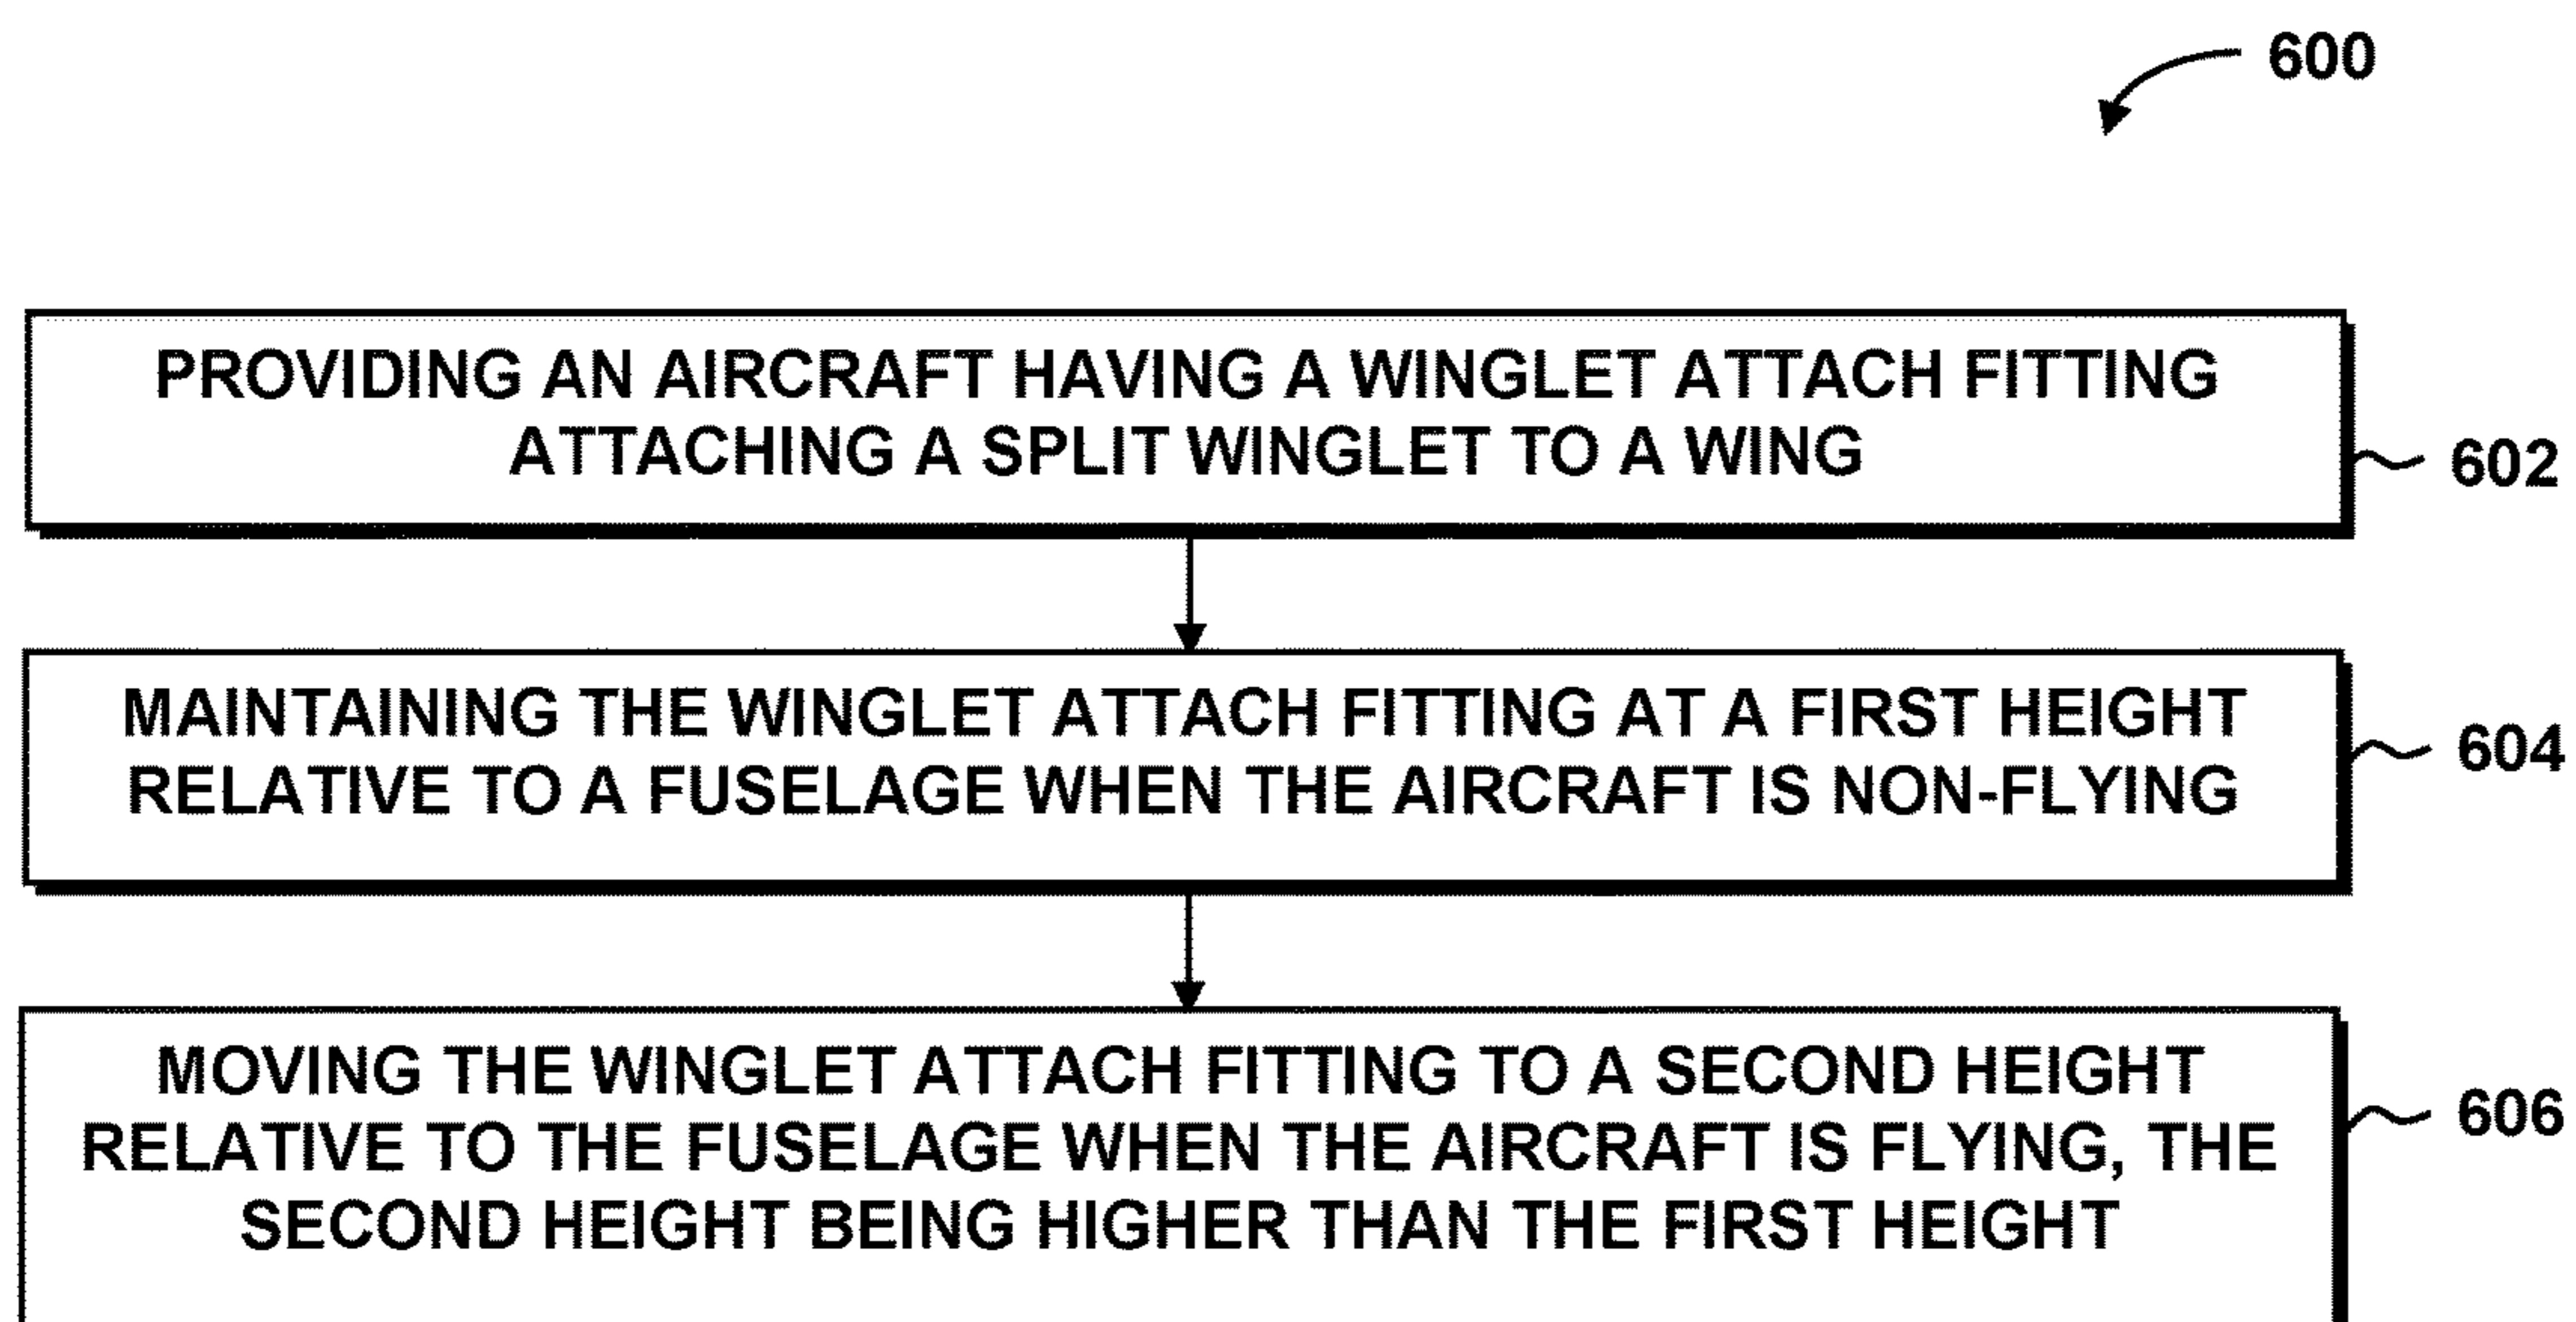 600
PROVIDING AN AIRCRAFT HAVING A WINGLET ATTACH FITTING
ATTACHING A SPLIT WINGLET TO A WING
602
MAINTAINING THE WINGLET ATTACH FITTING AT A FIRST HEIGHT
RELATIVE TO A FUSELAGE WHEN THE AIRCRAFT IS NON-FLYING
604
MOVING THE WINGLET ATTACH FITTING TO A SECOND HEIGHT
RELATIVE TO THE FUSELAGE WHEN THE AIRCRAFT IS FLYING, THE
SECOND HEIGHT BEING HIGHER THAN THE FIRST HEIGHT
606